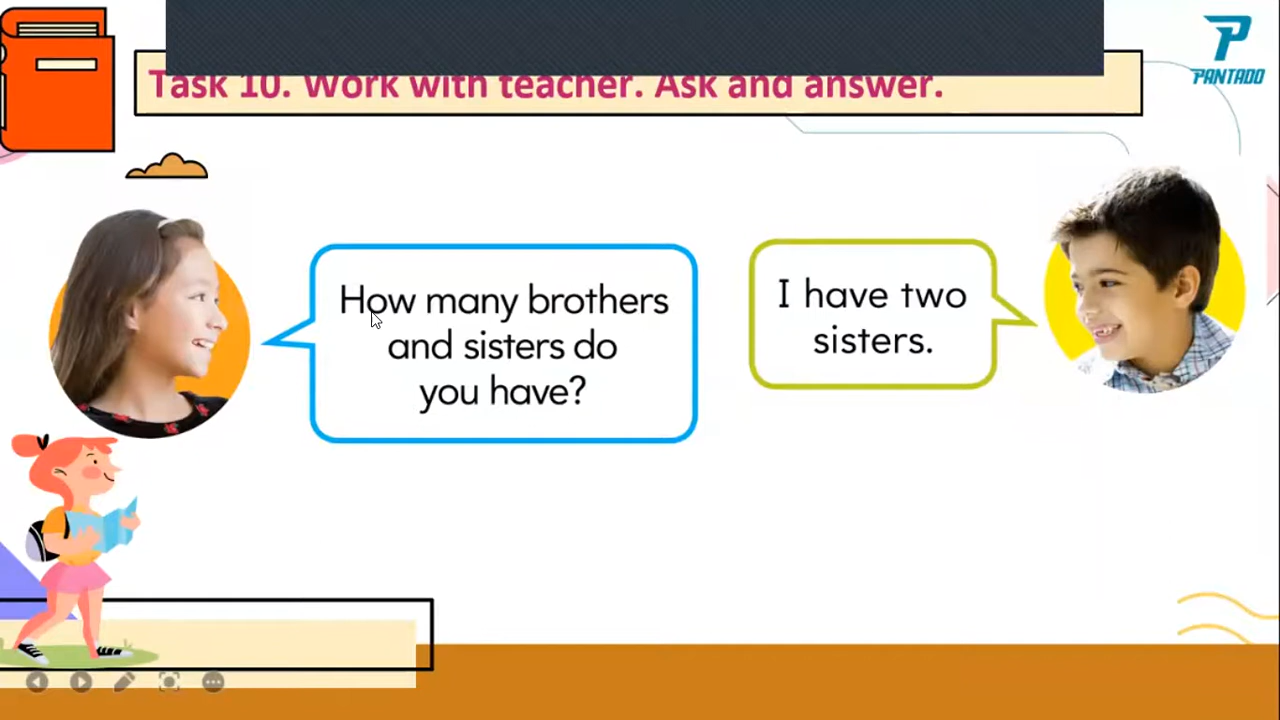 PANTADO
Task 10. Work with teacher. Ask and answer.
How many brothers
and sisters do
you have?
I have two
sisters.